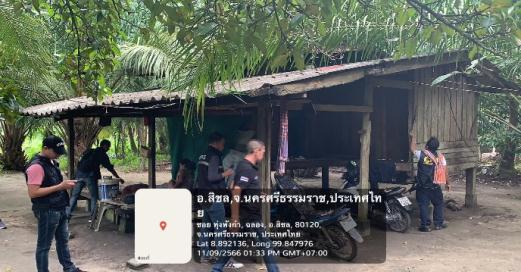 อ.สิชล,จ.นครศรีธรรมราช,ประเทศไท
ย
ซอย ทุ่งพังกำ, ฉลอง, อ.สิชล, 80120,
จ.นครศรีธรรมราช, ประเทศไทย
Lat 8.892136, Long 99.847976
11/09/2566 01:33 PM GMT+07:00